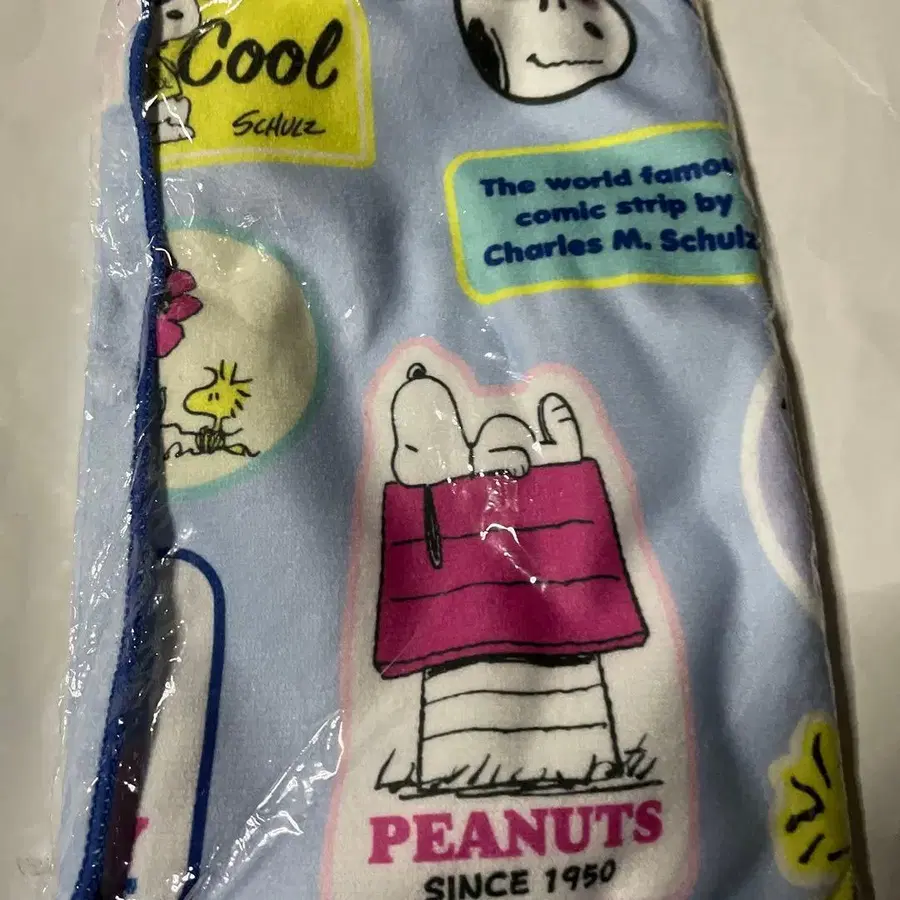 Cool
SCHULZ
The world famou
comic strip by
Charles M. Schulz
PEANUTS
SINCE 1950